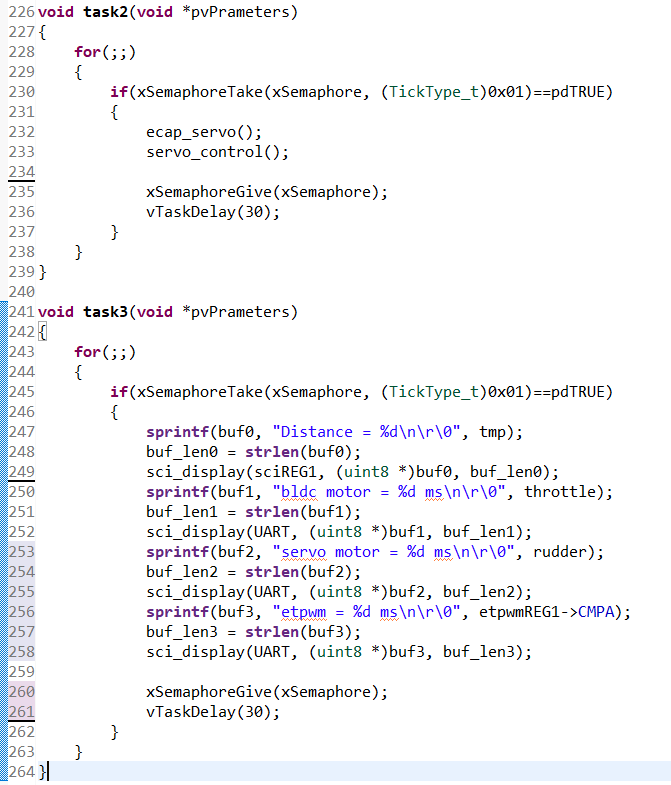 226 void task2(void *pvPrameters)
227 {
228     for(;;)
229     {
230         if(xSemaphoreTake(xSemaphore, (TickType_t)0x01)==pdTRUE)
231         {
232             ecap_servo();
233             servo_control();
234
235             xSemaphoreGive(xSemaphore);
236             vTaskDelay(30);
237         }
238     }
239 }
240
241 void task3(void *pvPrameters)
242 {
243     for(;;)
244     {
245         if(xSemaphoreTake(xSemaphore, (TickType_t)0x01)==pdTRUE)
246         {
247             sprintf(buf0, "Distance = %d\n\r\0", tmp);
248             buf_len0 = strlen(buf0);
249             sci_display(sciREG1, (uint8 *)buf0, buf_len0);
250             sprintf(buf1, "bldc motor = %d ms\n\r\0", throttle);
251             buf_len1 = strlen(buf1);
252             sci_display(UART, (uint8 *)buf1, buf_len1);
253             sprintf(buf2, "servo motor = %d ms\n\r\0", rudder);
254             buf_len2 = strlen(buf2);
255             sci_display(UART, (uint8 *)buf2, buf_len2);
256             sprintf(buf3, "etpwm = %d ms\n\r\0", etpwmREG1->CMPA);
257             buf_len3 = strlen(buf3);
258             sci_display(UART, (uint8 *)buf3, buf_len3);
259
260             xSemaphoreGive(xSemaphore);
261             vTaskDelay(30);
262         }
263     }
264 }